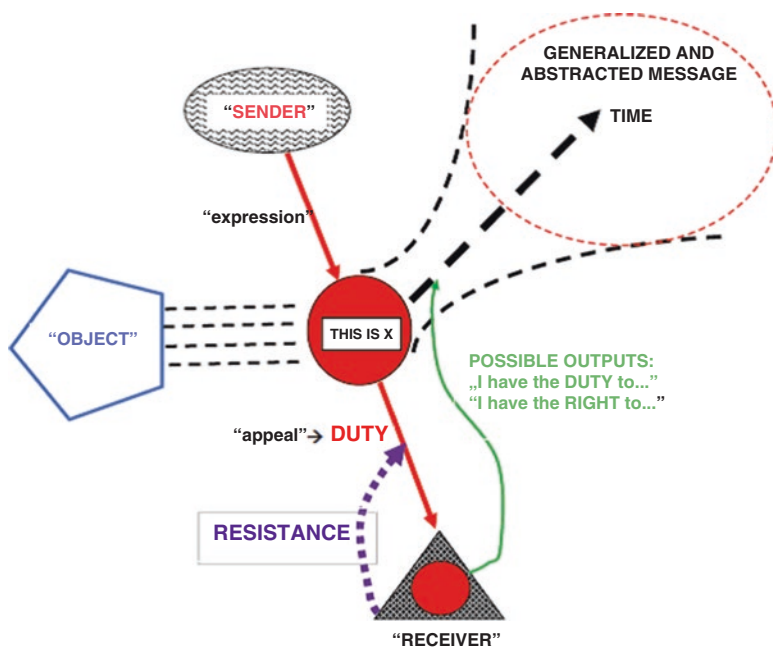 GENERALIZED AND
ABSTRACTED MESSAGE
TIME
“SENDER”
“expression”
“OBJECT”
THIS IS X
POSSIBLE OUTPUTS:
„I have the DUTY to...”
“I have the RIGHT to...”
“appeal”→ DUTY
RESISTANCE
“RECEIVER”